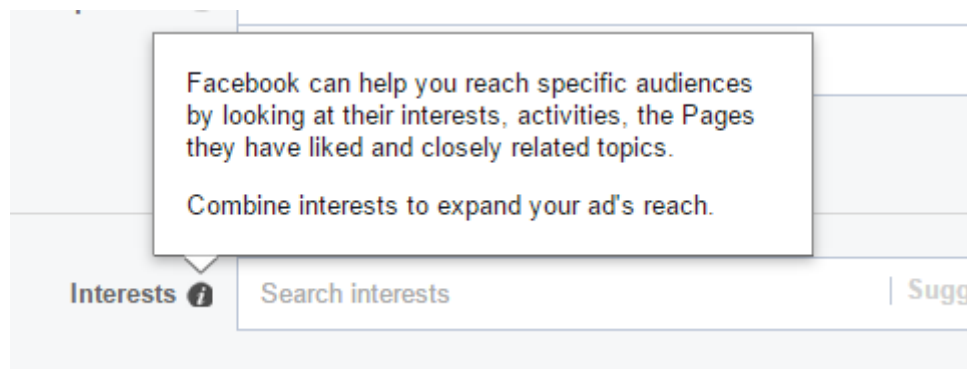 Facebook can help you reach specific audiences
by looking at their interests, activities, the Pages
they have liked and closely related topics.
Combine interests to expand your ad's reach.
Interests
Search interests